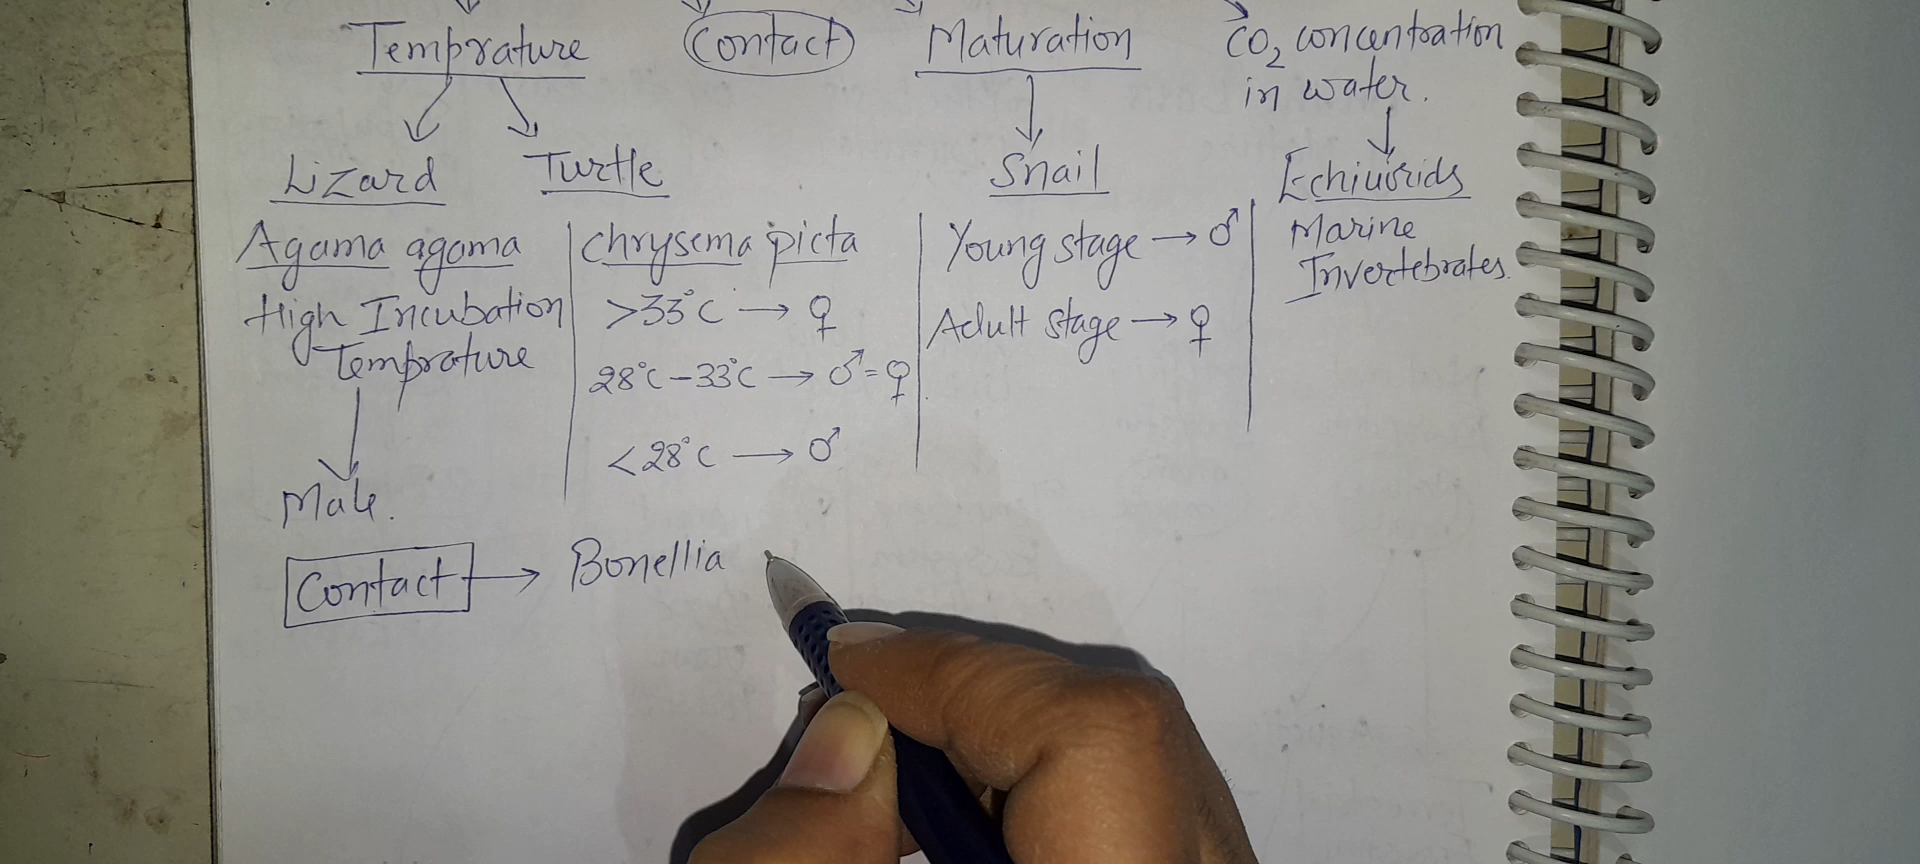 Temprature
Contact
Maturation
CO₂ concentration
in water.
Lizard
Turtle
Snail
Echiuirids
Agama agama
High Incubation
Temprature
Male.
Chrysema picta
>33°C → ♀
28°C-33°C → ♂=♀
<28°C → ♂
Young stage → ♂
Adult stage → ♀
Marine
Invertebrates.
Contact → Bonellia